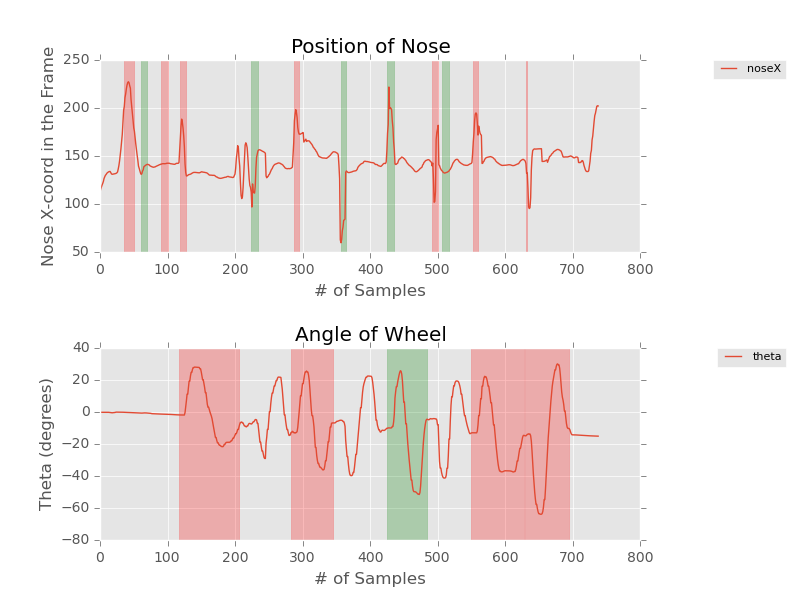 Position of Nose
Nose X-coord in the Frame
250
200
150
100
50
0 100 200 300 400 500 600 700 800
# of Samples
noseX
Angle of Wheel
Theta (degrees)
40
20
0
−20
−40
−60
−80
0 100 200 300 400 500 600 700 800
# of Samples
theta